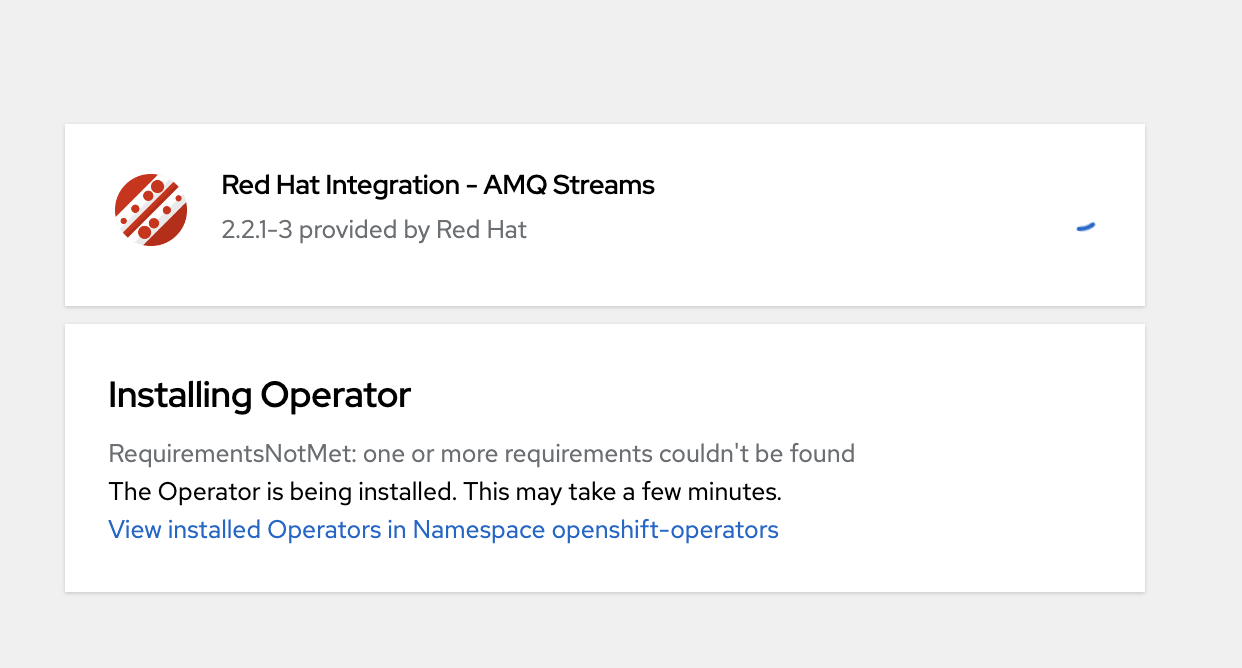 Red Hat Integration - AMQ Streams
2.2.1-3 provided by Red Hat
Installing Operator
RequirementsNotMet: one or more requirements couldn't be found
The Operator is being installed. This may take a few minutes.
View installed Operators in Namespace openshift-operators